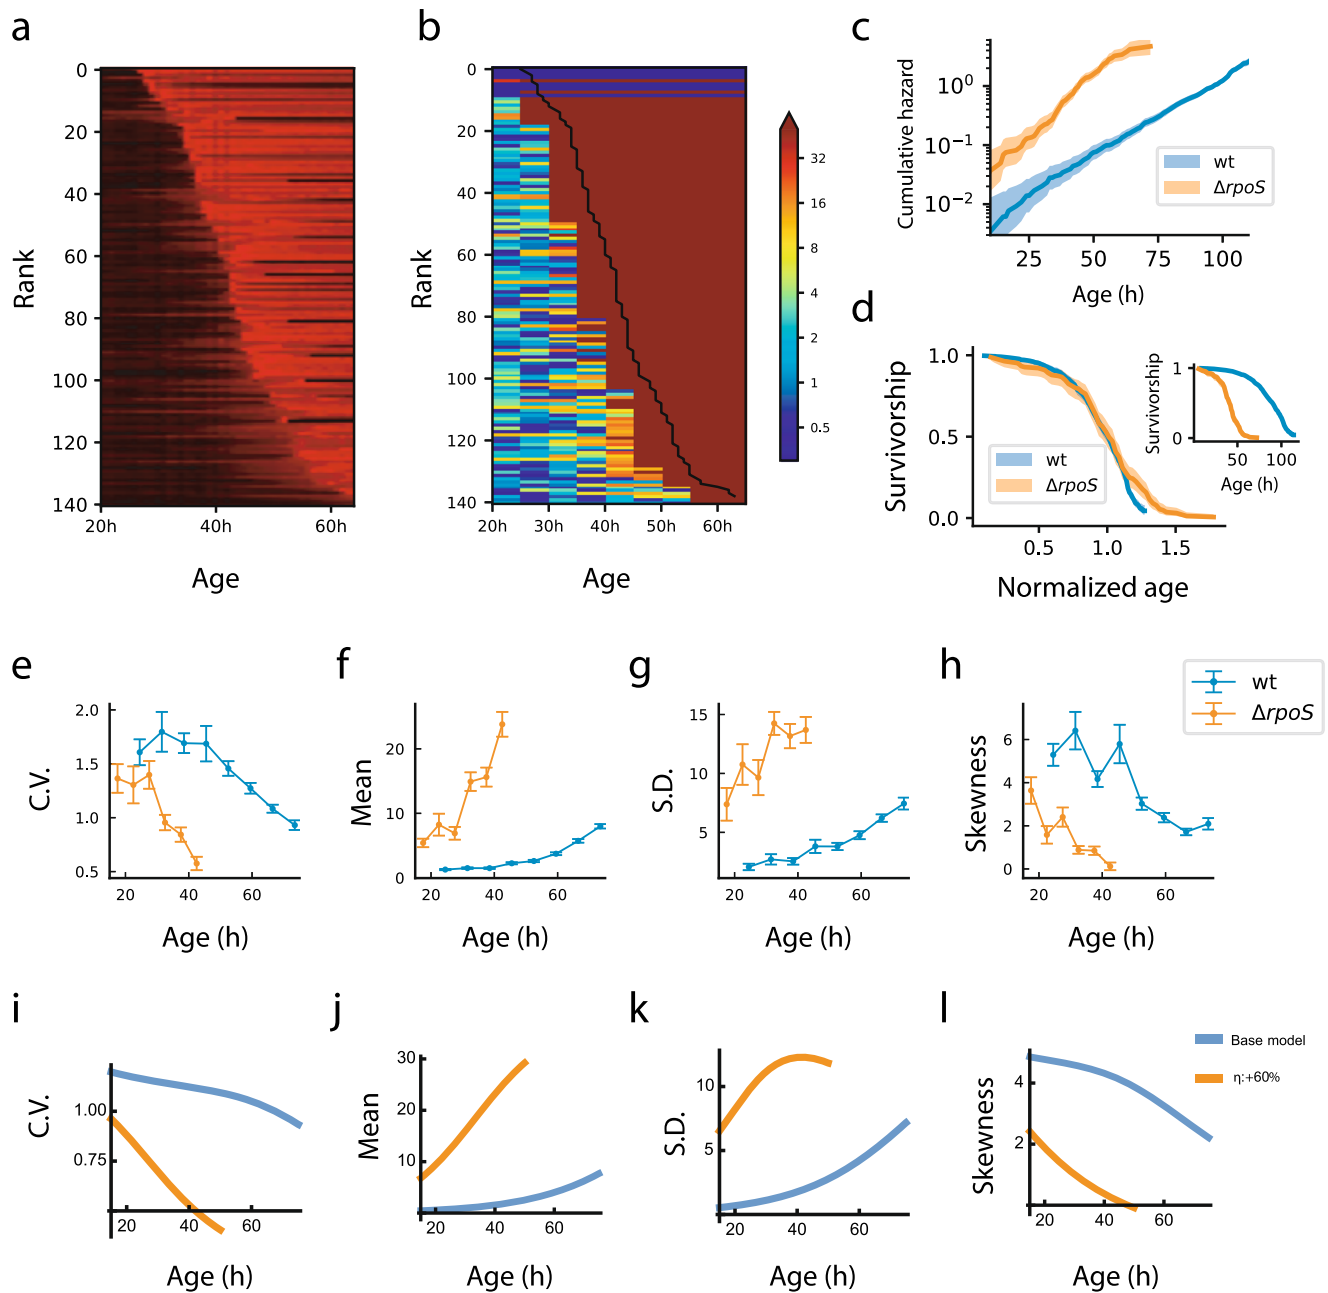 a
0
20
40
60
80
100
120
140
Rank
20h
40h
60h
Age
b
0
20
40
60
80
100
120
140
Rank
20h
30h
40h
50h
60h
Age
32
16
8
4
2
1
0.5
c
Cumulative hazard
10⁰
10⁻¹
10⁻²
wt
ΔrpoS
25
50
75
100
Age (h)
d
Survivorship
1.0
0.5
0.0
wt
ΔrpoS
0.5
1.0
1.5
Normalized age
Survivorship
1
0
50
100
Age (h)
e
C.V.
2.0
1.5
1.0
0.5
20
40
60
Age (h)
f
Mean
20
10
0
20
40
60
Age (h)
g
S.D.
15
10
5
20
40
60
Age (h)
h
Skewness
6
4
2
0
20
40
60
Age (h)
wt
ΔrpoS
i
C.V.
1.00
0.75
20
40
60
Age (h)
j
Mean
30
20
10
20
40
60
Age (h)
k
S.D.
10
5
20
40
60
Age (h)
l
Skewness
4
2
20
40
60
Age (h)
Base model
η:+60%